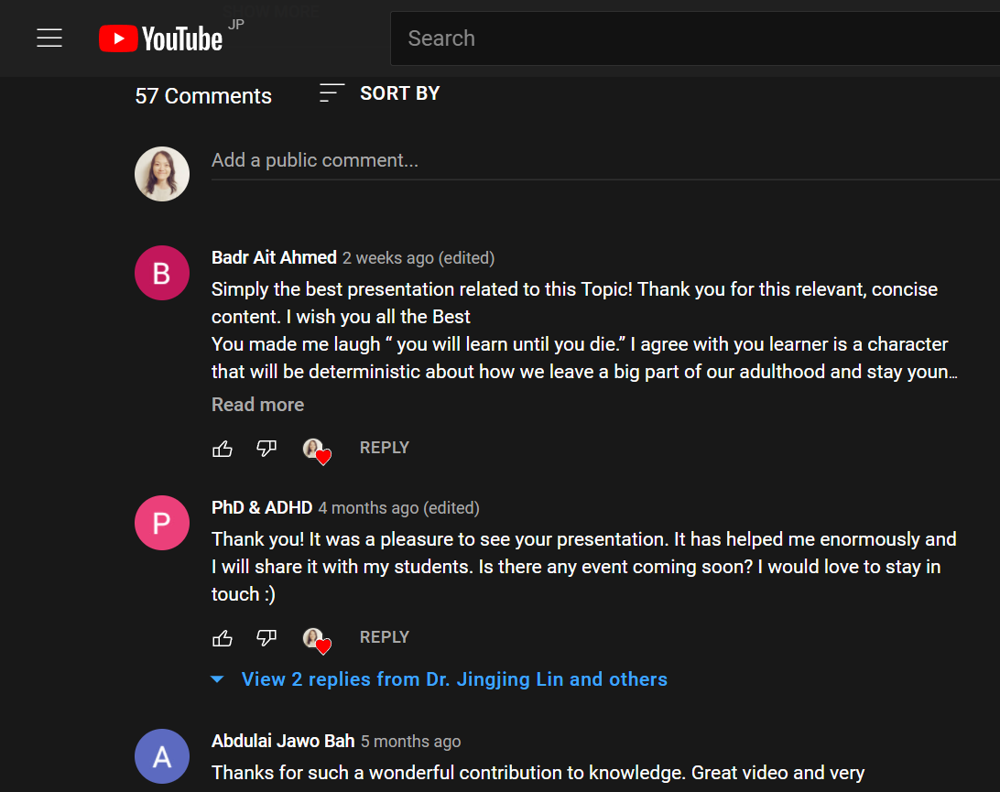 SHOW MORE
YouTube JP
Search
57 Comments
SORT BY
Add a public comment...
B
Badr Ait Ahmed 2 weeks ago (edited)
Simply the best presentation related to this Topic! Thank you for this relevant, concise
content. I wish you all the Best
You made me laugh “ you will learn until you die.” I agree with you learner is a character
that will be deterministic about how we leave a big part of our adulthood and stay youn…
Read more
REPLY
P
PhD & ADHD 4 months ago (edited)
Thank you! It was a pleasure to see your presentation. It has helped me enormously and
I will share it with my students. Is there any event coming soon? I would love to stay in
touch :)
REPLY
View 2 replies from Dr. Jingjing Lin and others
A
Abdulai Jawo Bah 5 months ago
Thanks for such a wonderful contribution to knowledge. Great video and very